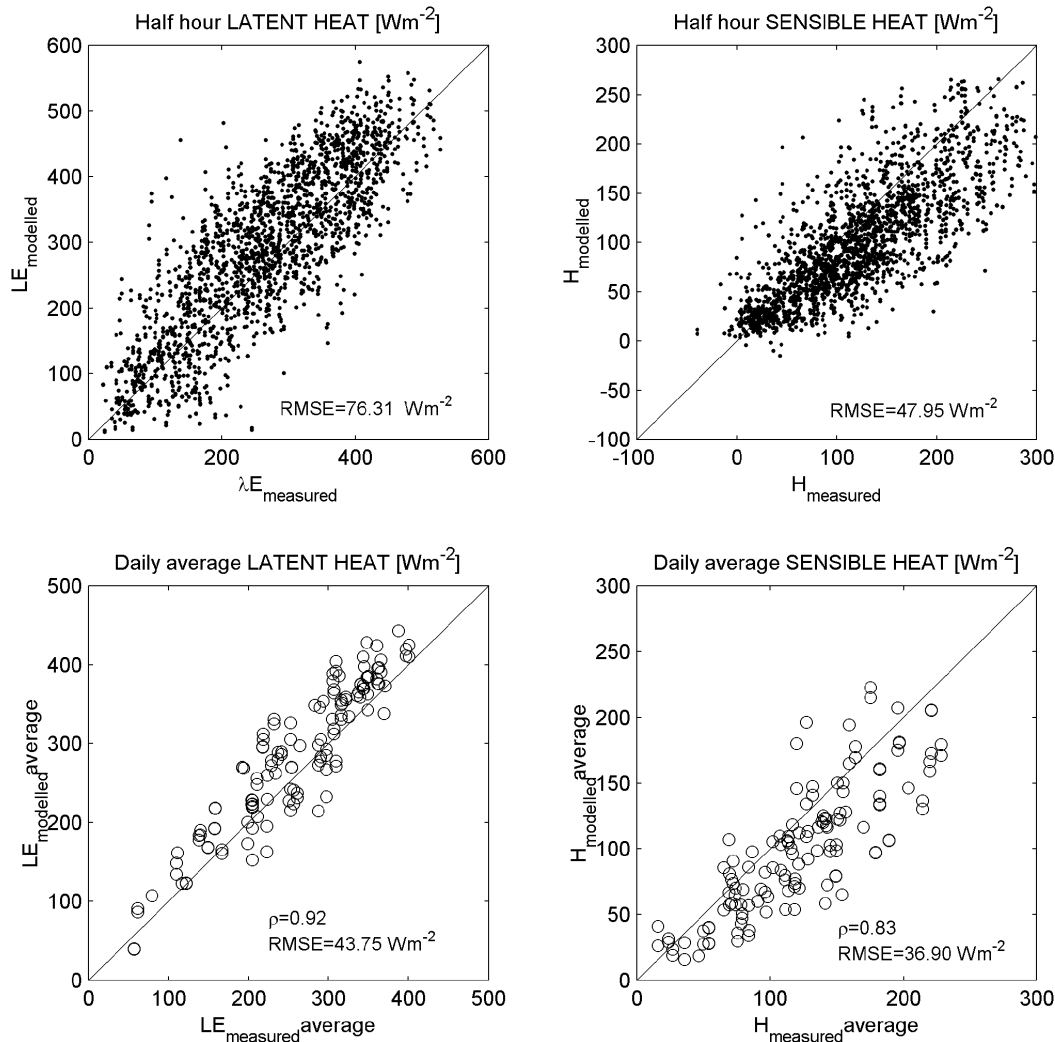 Half hour LATENT HEAT [Wm-2]
600
500
400
300
200
100
0
LEmodelled
RMSE=76.31 Wm-2
0 200 400 600
λEmeasured
Half hour SENSIBLE HEAT [Wm-2]
300
250
200
150
100
50
0
−50
−100
Hmodelled
RMSE=47.95 Wm-2
-100 0 100 200 300
Hmeasured
Daily average LATENT HEAT [Wm-2]
500
400
300
200
100
0
LEmodelledaverage
ρ=0.92
RMSE=43.75 Wm-2
0 100 200 300 400 500
LEmeasuredaverage
Daily average SENSIBLE HEAT [Wm-2]
300
250
200
150
100
50
0
Hmodelledaverage
ρ=0.83
RMSE=36.90 Wm-2
0 100 200 300
Hmeasuredaverage